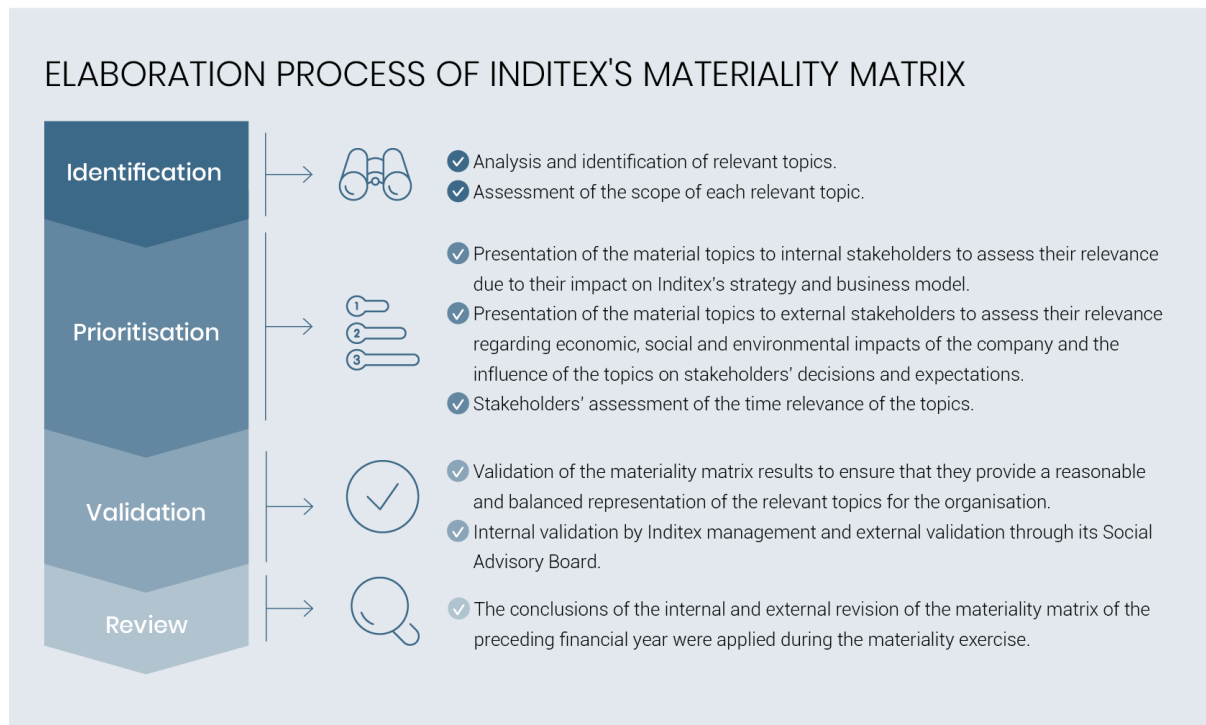 ELABORATION PROCESS OF INDITEX'S MATERIALITY MATRIX
Identification
Analysis and identification of relevant topics.
Assessment of the scope of each relevant topic.
Prioritisation
1
2
3
Presentation of the material topics to internal stakeholders to assess their relevance
due to their impact on Inditex's strategy and business model.
Presentation of the material topics to external stakeholders to assess their relevance
regarding economic, social and environmental impacts of the company and the
influence of the topics on stakeholders' decisions and expectations.
Stakeholders' assessment of the time relevance of the topics.
Validation
Validation of the materiality matrix results to ensure that they provide a reasonable
and balanced representation of the relevant topics for the organisation.
Internal validation by Inditex management and external validation through its Social
Advisory Board.
Review
The conclusions of the internal and external revision of the materiality matrix of the
preceding financial year were applied during the materiality exercise.